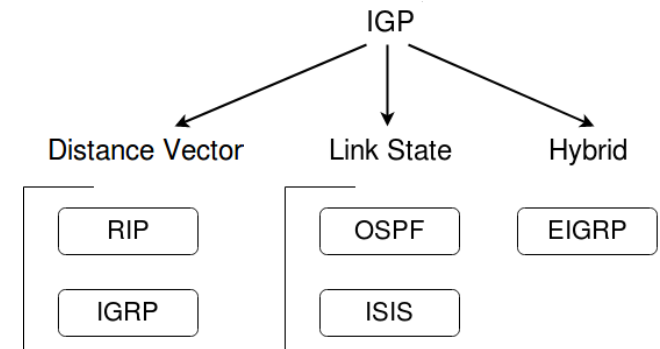 IGP
Distance Vector
Link State
Hybrid
RIP
OSPF
EIGRP
IGRP
ISIS